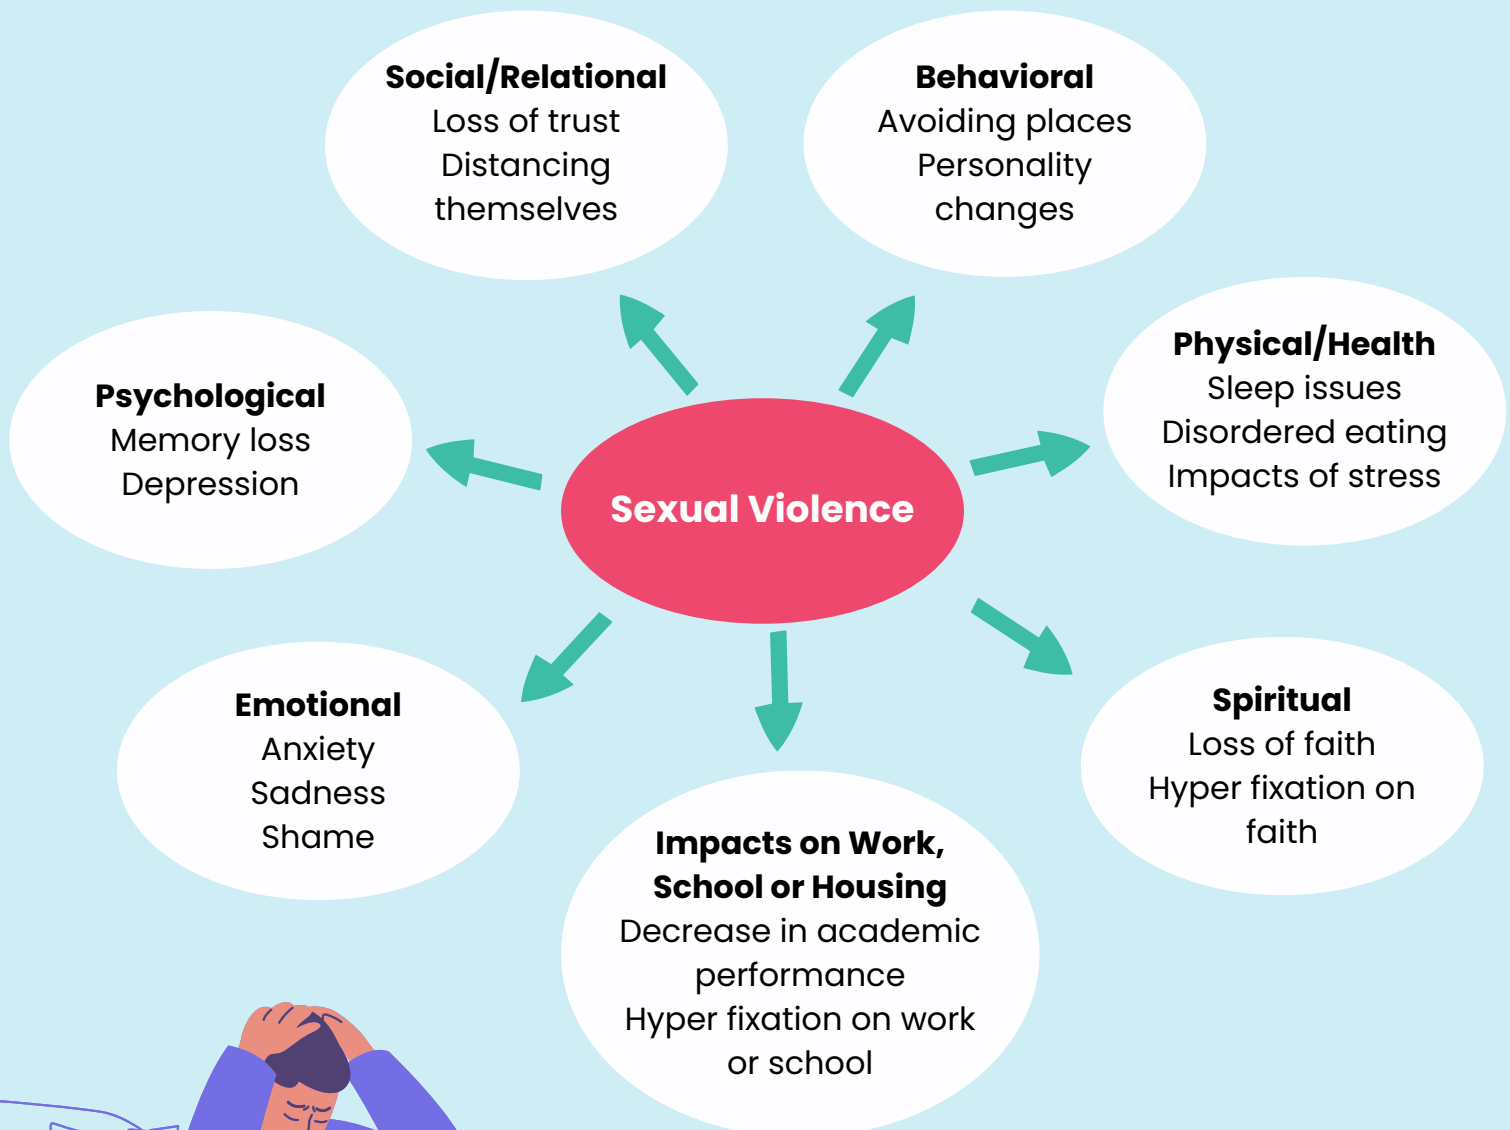 Social/Relational
Loss of trust
Distancing
themselves
Behavioral
Avoiding places
Personality
changes
Psychological
Memory loss
Depression
Physical/Health
Sleep issues
Disordered eating
Impacts of stress
Sexual Violence
Emotional
Anxiety
Sadness
Shame
Impacts on Work,
School or Housing
Decrease in academic
performance
Hyper fixation on work
or school
Spiritual
Loss of faith
Hyper fixation on
faith